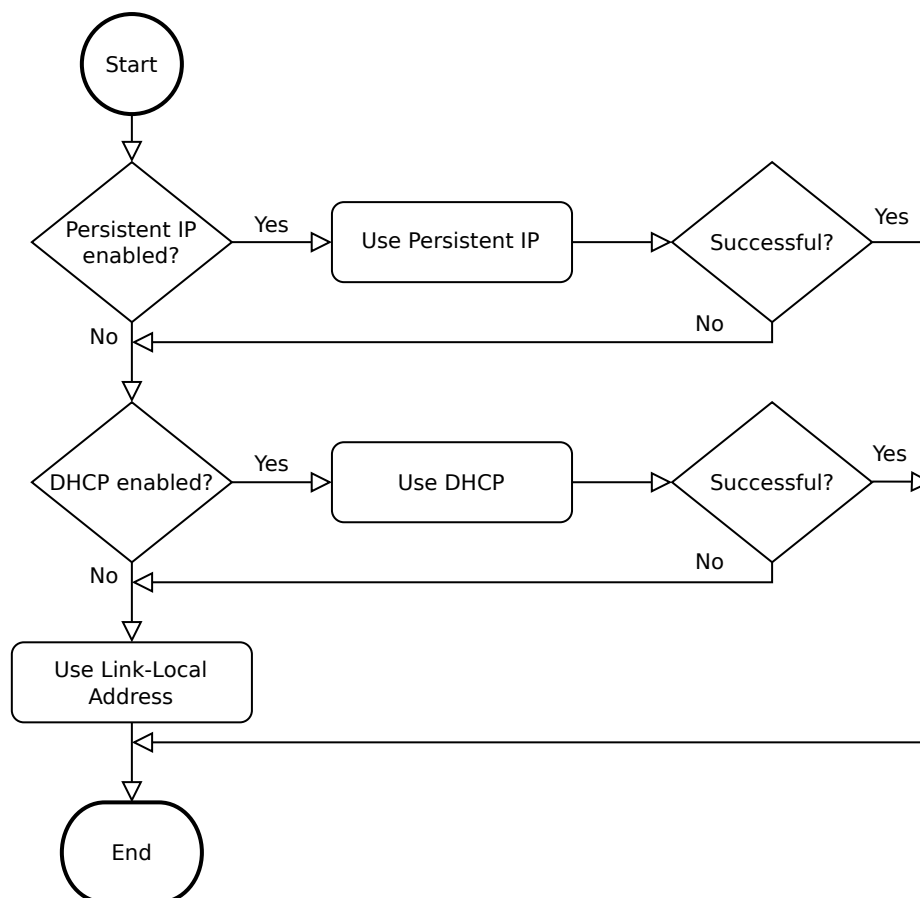 Start
Persistent IP
enabled?
Yes
Use Persistent IP
Successful?
Yes
No
No
DHCP enabled?
Yes
Use DHCP
Successful?
Yes
No
No
Use Link-Local
Address
End